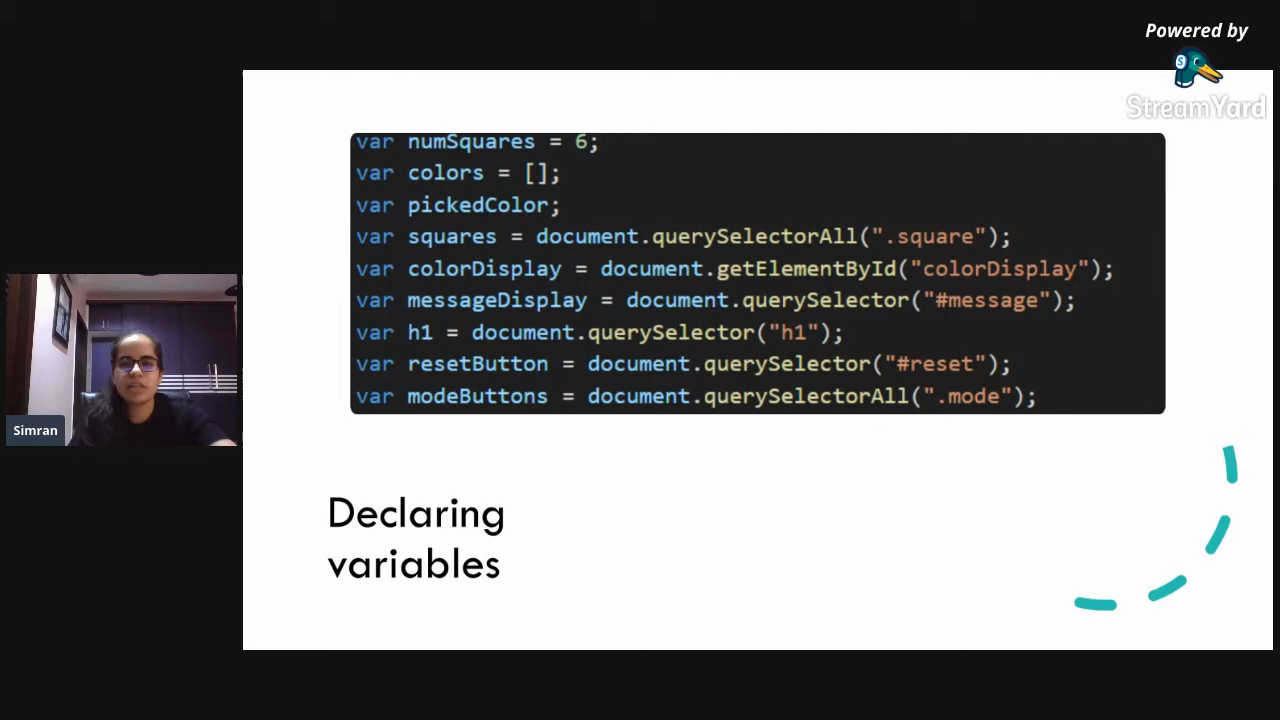 Powered by
StreamYard
var numSquares = 6;
var colors = [];
var pickedColor;
var squares = document.querySelectorAll(".square");
var colorDisplay = document.getElementById("colorDisplay");
var messageDisplay = document.querySelector("#message");
var h1 = document.querySelector("h1");
var resetButton = document.querySelector("#reset");
var modeButtons = document.querySelectorAll(".mode");
Simran
Declaring
variables